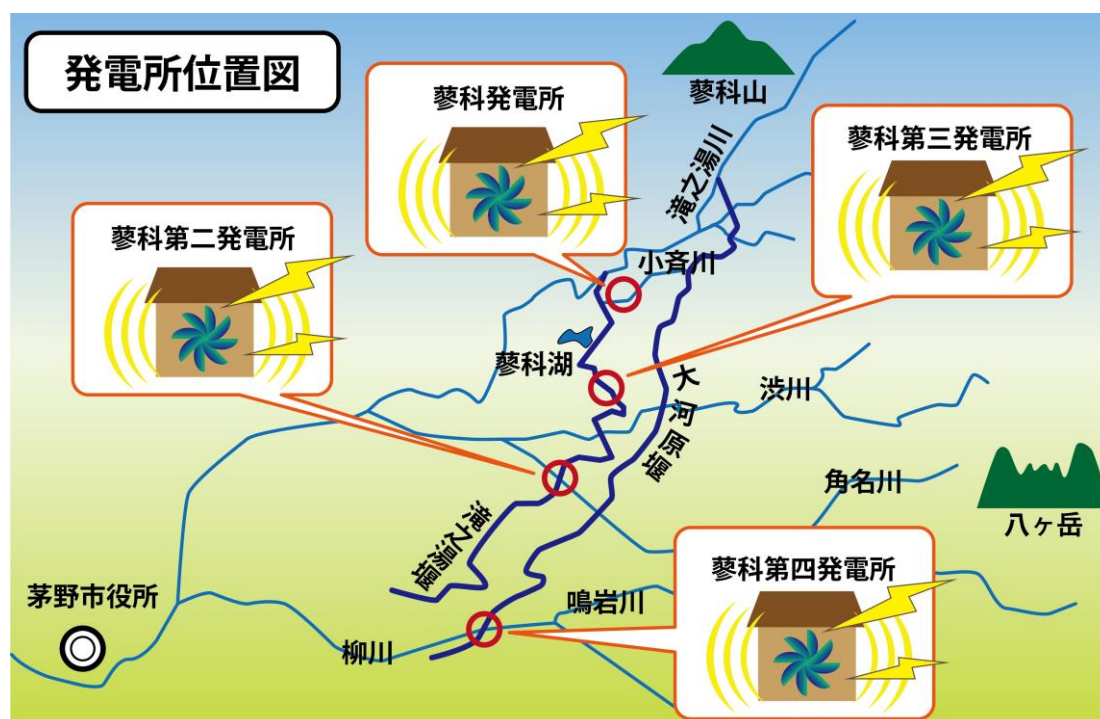 発電所位置図
蓼科発電所
蓼科山
蓼科第三発電所
滝之湯川
蓼科第二発電所
小斉川
蓼科湖
大河原堰
渋川
角名川
八ヶ岳
滝之湯堰
蓼科第四発電所
茅野市役所
鳴岩川
柳川